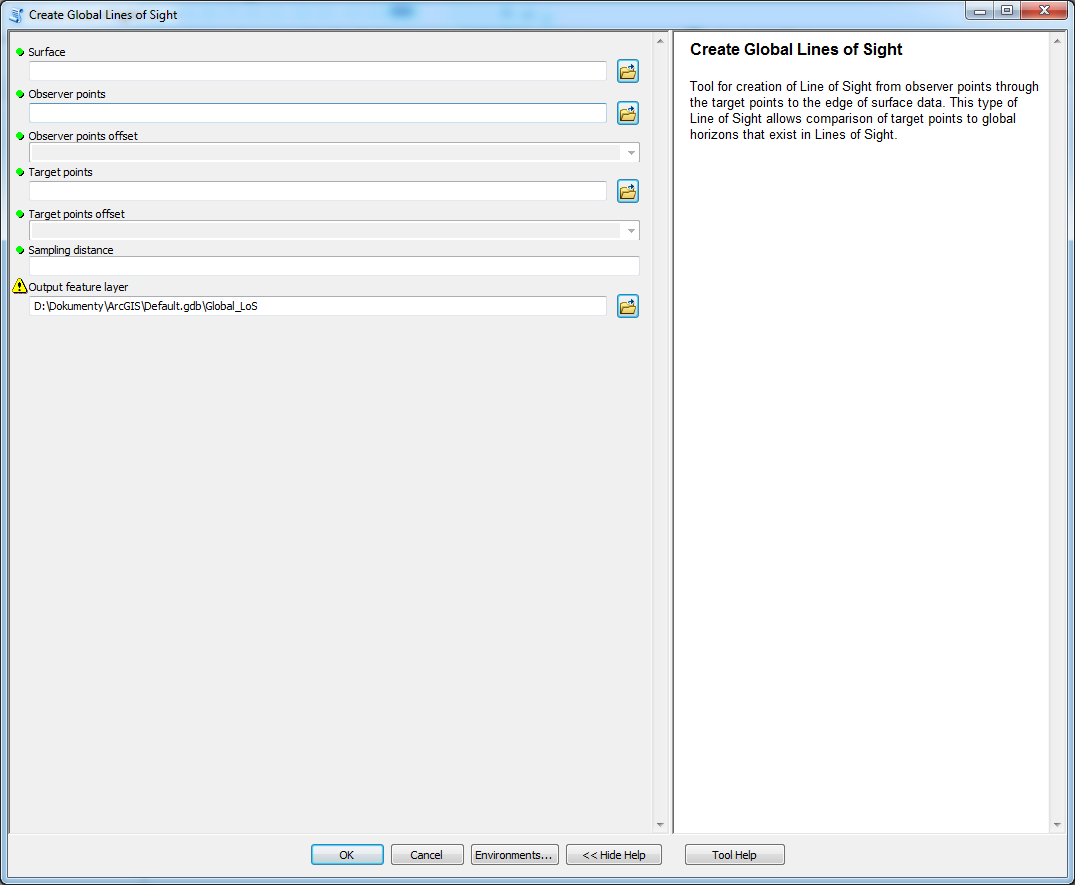 Create Global Lines of Sight
Surface
Observer points
Observer points offset
Target points
Target points offset
Sampling distance
Output feature layer
D:\Dokumenty\ArcGIS\Default.gdb\Global_LoS
Create Global Lines of Sight
Tool for creation of Line of Sight from observer points through
the target points to the edge of surface data. This type of
Line of Sight allows comparison of target points to global
horizons that exist in Lines of Sight.
OK
Cancel
Environments...
<< Hide Help
Tool Help